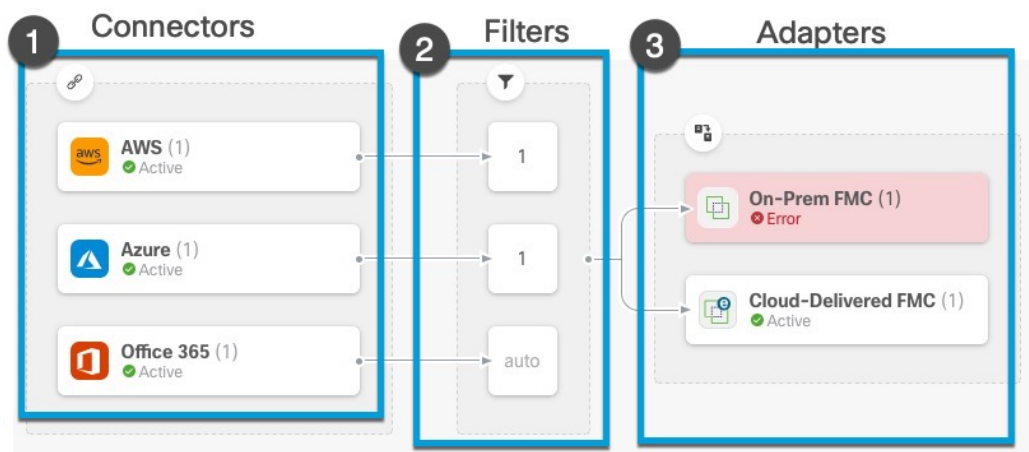 1 Connectors
2 Filters
3 Adapters
aws AWS (1)
Active
1
Azure (1)
Active
1
Office 365 (1)
Active
auto
On-Prem FMC (1)
Error
Cloud-Delivered FMC (1)
Active